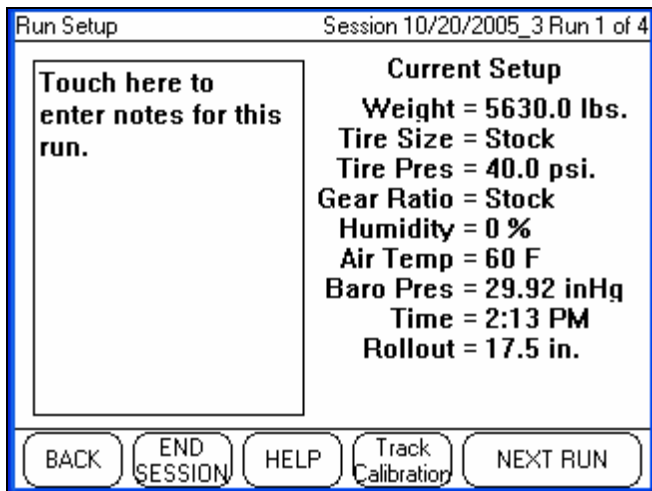 Run Setup
Session 10/20/2005_3 Run 1 of 4
Touch here to
enter notes for this
run.
Current Setup
Weight = 5630.0 lbs.
Tire Size = Stock
Tire Pres = 40.0 psi.
Gear Ratio = Stock
Humidity = 0 %
Air Temp = 60 F
Baro Pres = 29.92 inHg
Time = 2:13 PM
Rollout = 17.5 in.
BACK
END
SESSION
HELP
Track
Calibration
NEXT RUN